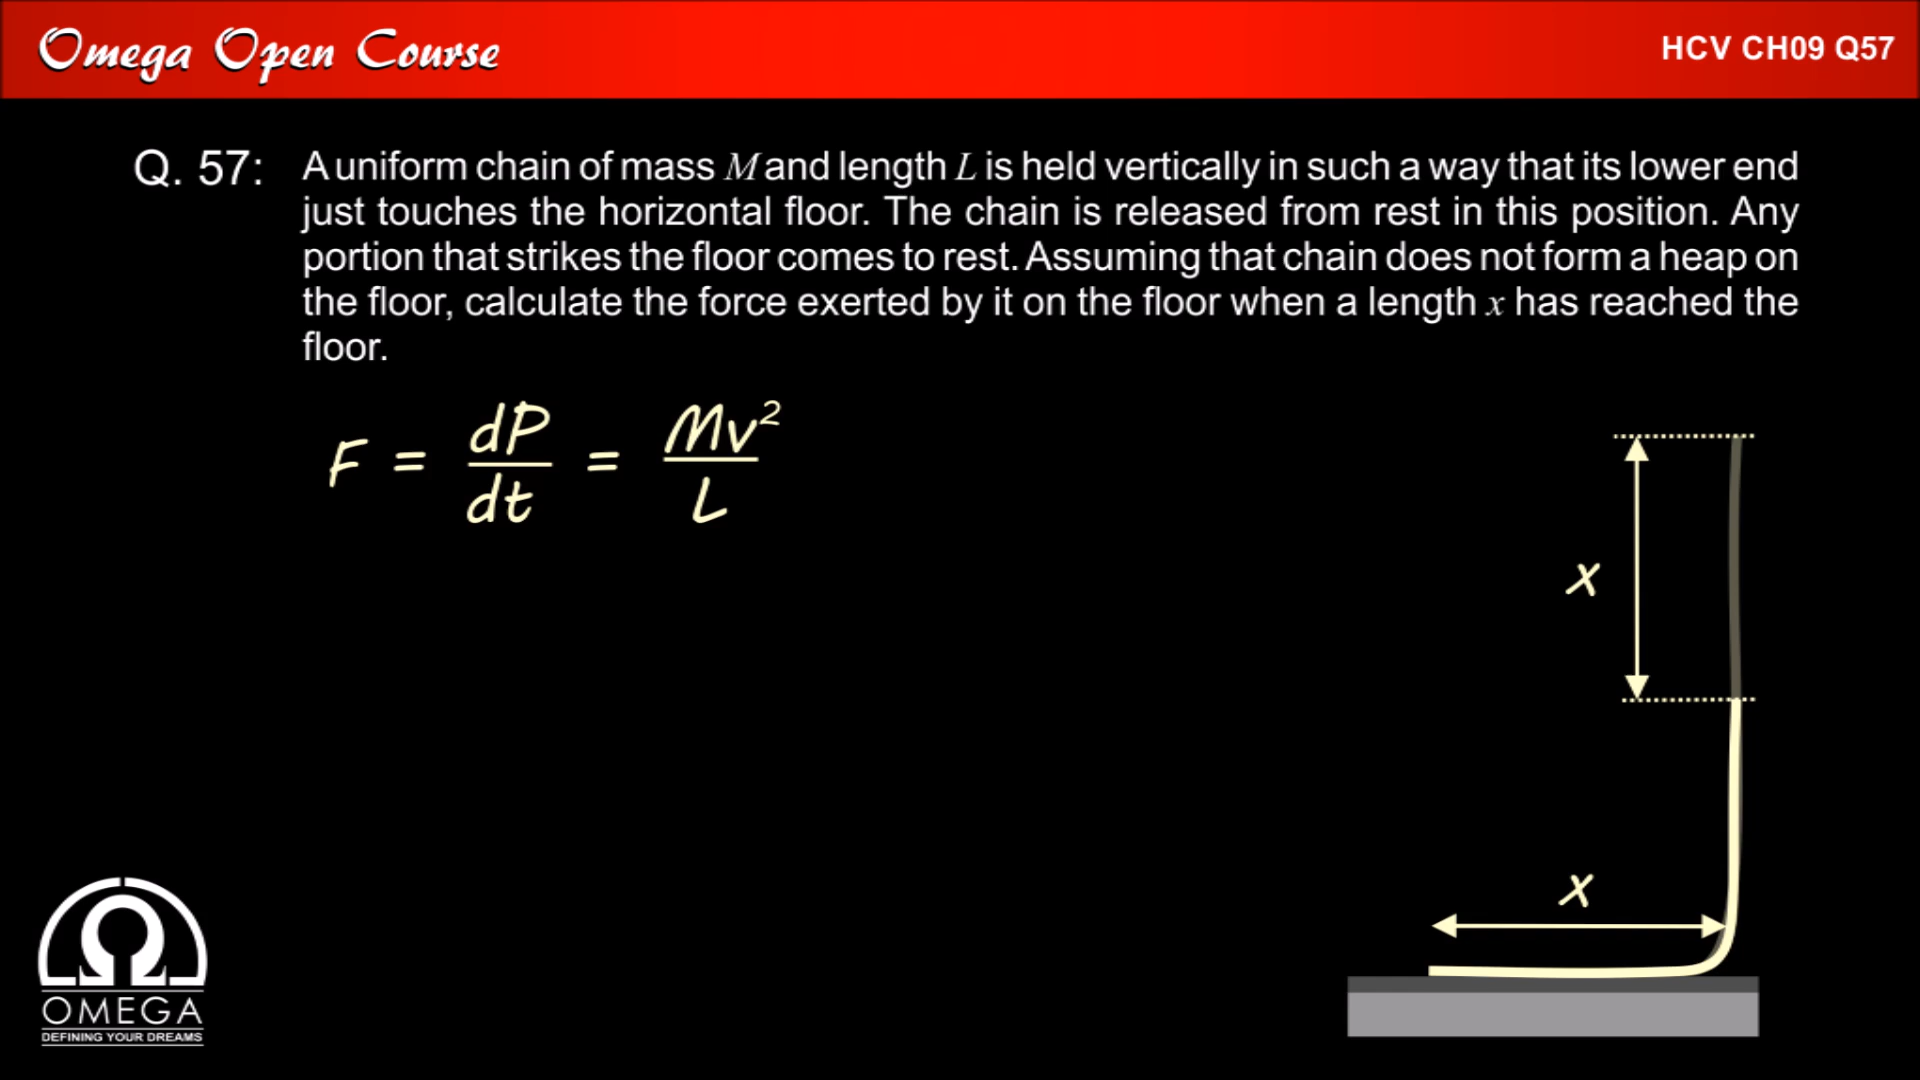 Omega Open Course
HCV CH09 Q57
Q. 57: A uniform chain of mass M and length L is held vertically in such a way that its lower end
just touches the horizontal floor. The chain is released from rest in this position. Any
portion that strikes the floor comes to rest. Assuming that chain does not form a heap on
the floor, calculate the force exerted by it on the floor when a length x has reached the
floor.
F = dP/dt = Mv²/L
x
x
OMEGA
DEFINING YOUR DREAMS